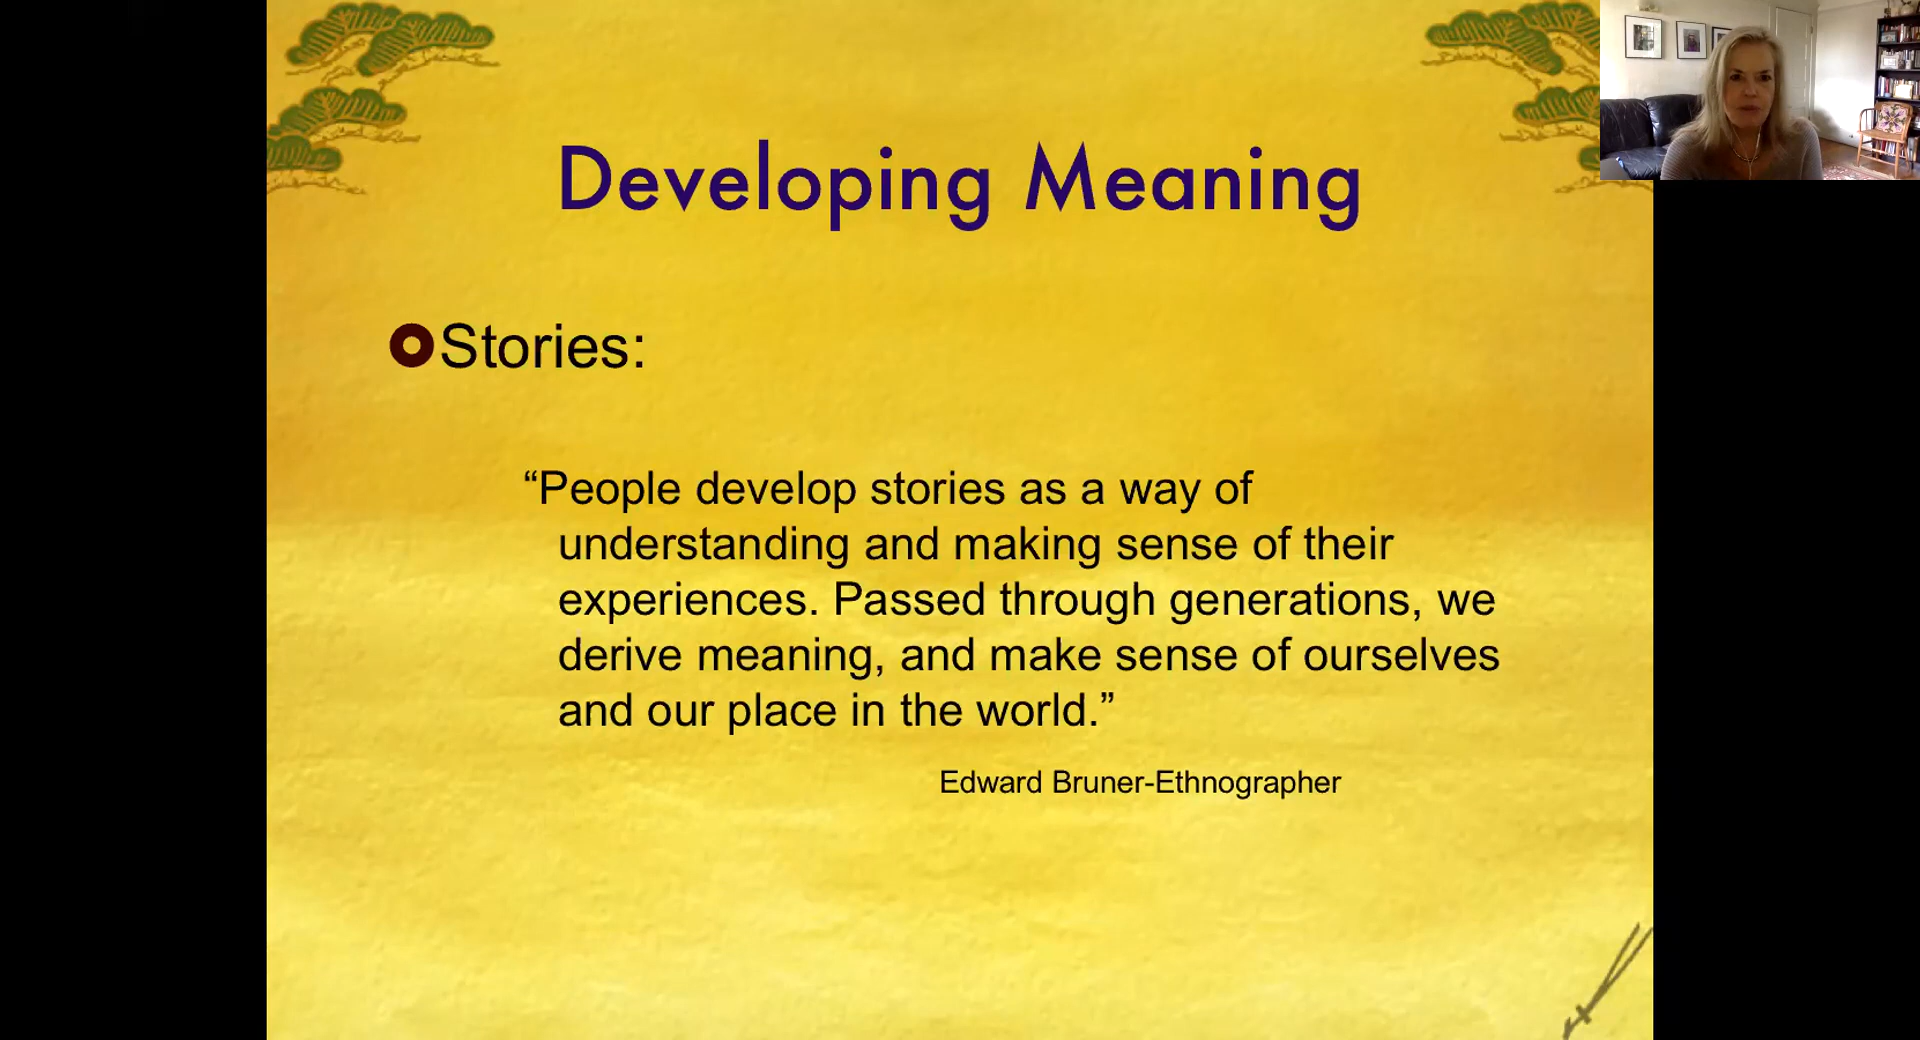 Developing Meaning
Stories:
“People develop stories as a way of
understanding and making sense of their
experiences. Passed through generations, we
derive meaning, and make sense of ourselves
and our place in the world.”
Edward Bruner-Ethnographer